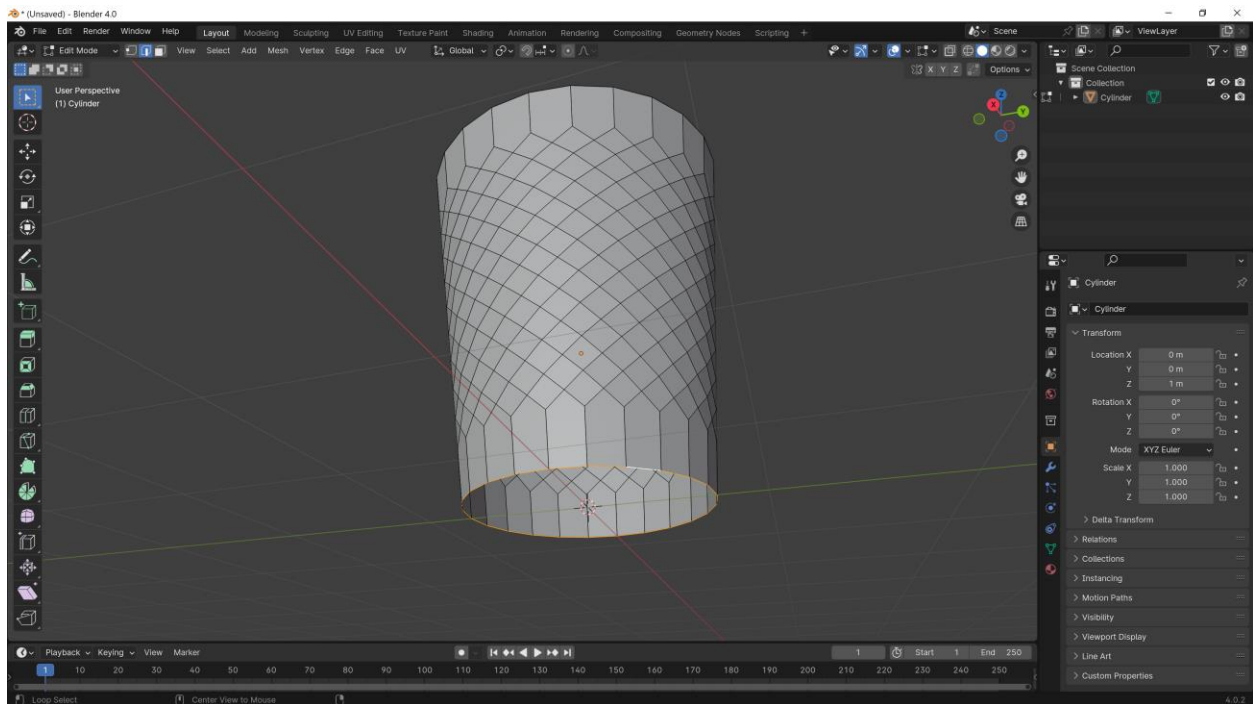 * (Unsaved) - Blender 4.0
File Edit Render Window Help Layout Modeling Sculpting UV Editing Texture Paint Shading Animation Rendering Compositing Geometry Nodes Scripting + Scene ViewLayer
Edit Mode View Select Add Mesh Vertex Edge Face UV Global
X Y Z Options
User Perspective
(1) Cylinder
Z
X
Y
Scene Collection
Collection
Cylinder
Cylinder
Cylinder
Transform
Location X 0 m
Y 0 m
Z 1 m
Rotation X 0°
Y 0°
Z 0°
Mode XYZ Euler
Scale X 1.000
Y 1.000
Z 1.000
Delta Transform
Relations
Collections
Instancing
Motion Paths
Visibility
Viewport Display
Line Art
Custom Properties
Playback Keying View Marker 1 Start 1 End 250
1 10 20 30 40 50 60 70 80 90 100 110 120 130 140 150 160 170 180 190 200 210 220 230 240 250
Loop Select Center View to Mouse 4.0.2